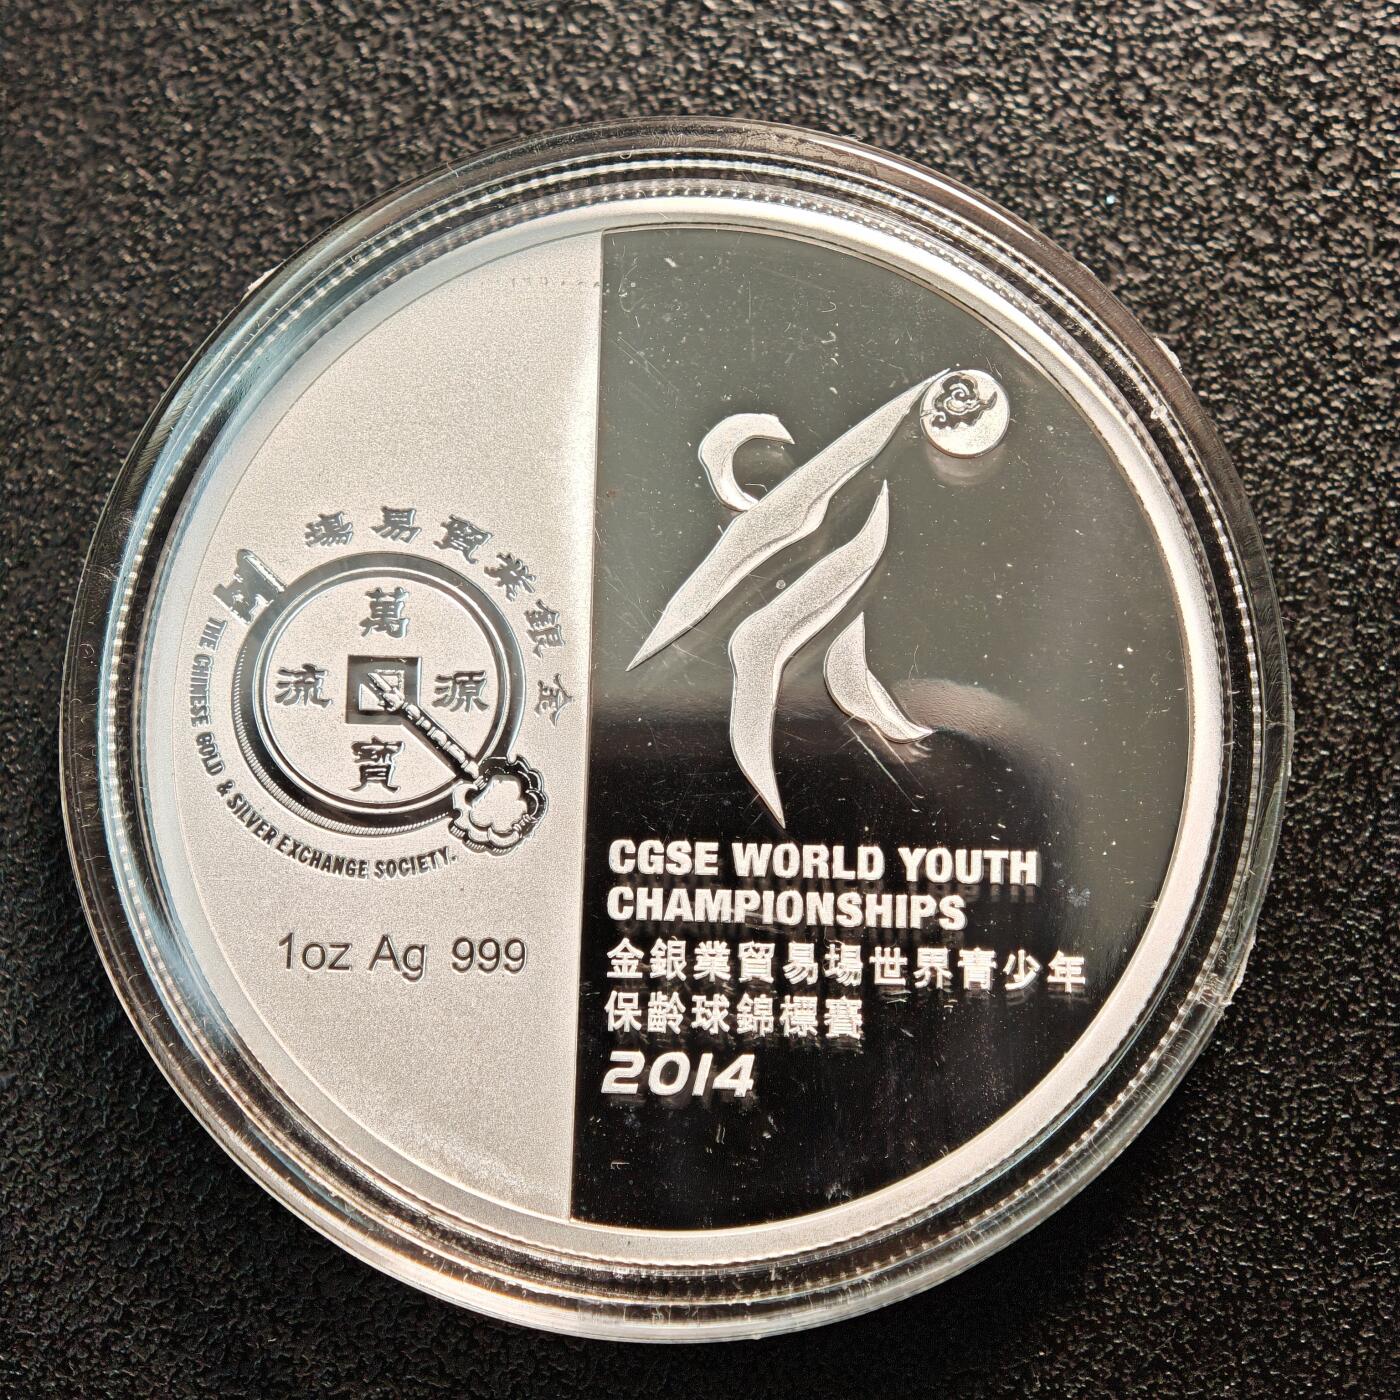 金銀業貿易場
萬
流 源
寶
THE CHINESE GOLD & SILVER EXCHANGE SOCIETY.
1oz Ag 999
CGSE WORLD YOUTH
CHAMPIONSHIPS
金銀業貿易場世界青少年
保齡球錦標賽
2014